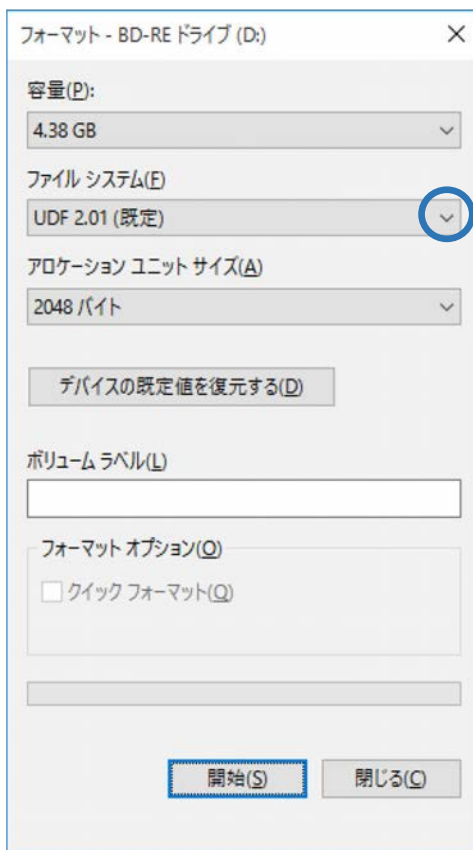 フォーマット - BD-RE ドライブ (D:)
容量(P):
4.38 GB
ファイル システム(F)
UDF 2.01 (既定)
アロケーション ユニット サイズ(A)
2048 バイト
デバイスの既定値を復元する(D)
ボリューム ラベル(L)
フォーマット オプション(O)
クイック フォーマット(Q)
開始(S)
閉じる(C)